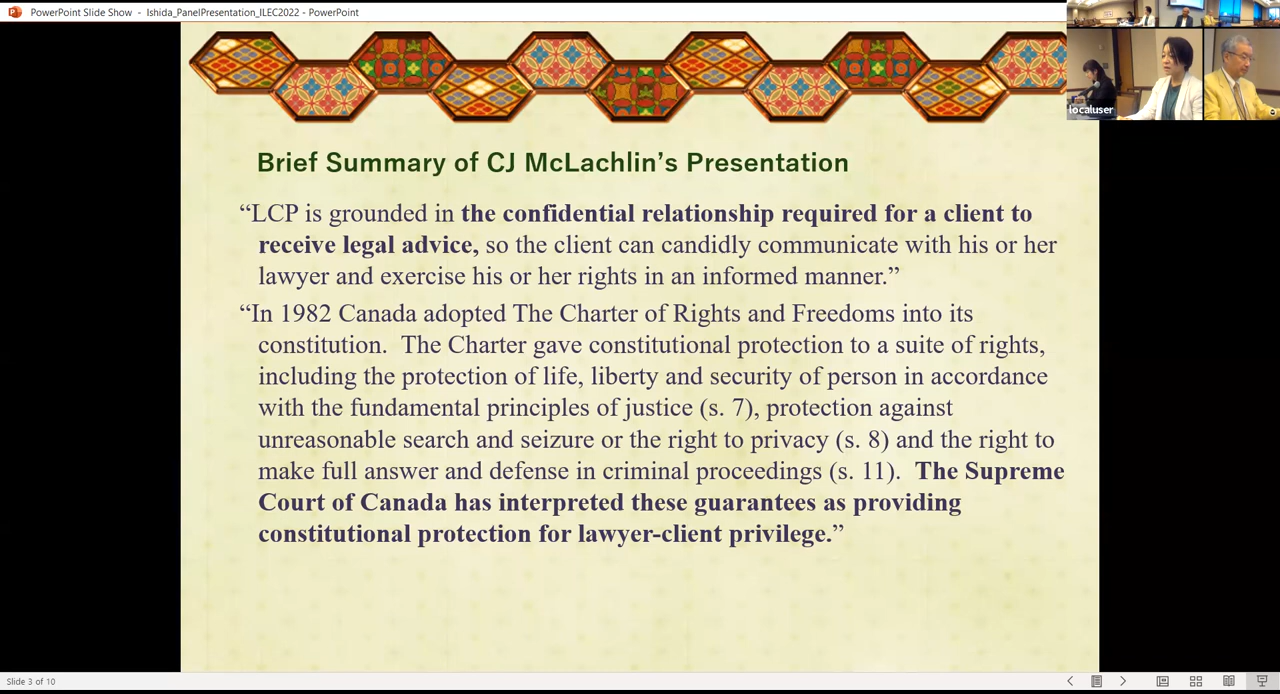 PowerPoint Slide Show - Ishida_PanelPresentation_ILEC2022 - PowerPoint
localuser
Brief Summary of CJ McLachlin’s Presentation
“LCP is grounded in the confidential relationship required for a client to
receive legal advice, so the client can candidly communicate with his or her
lawyer and exercise his or her rights in an informed manner.”
“In 1982 Canada adopted The Charter of Rights and Freedoms into its
constitution. The Charter gave constitutional protection to a suite of rights,
including the protection of life, liberty and security of person in accordance
with the fundamental principles of justice (s. 7), protection against
unreasonable search and seizure or the right to privacy (s. 8) and the right to
make full answer and defense in criminal proceedings (s. 11). The Supreme
Court of Canada has interpreted these guarantees as providing
constitutional protection for lawyer-client privilege.”
Slide 3 of 10